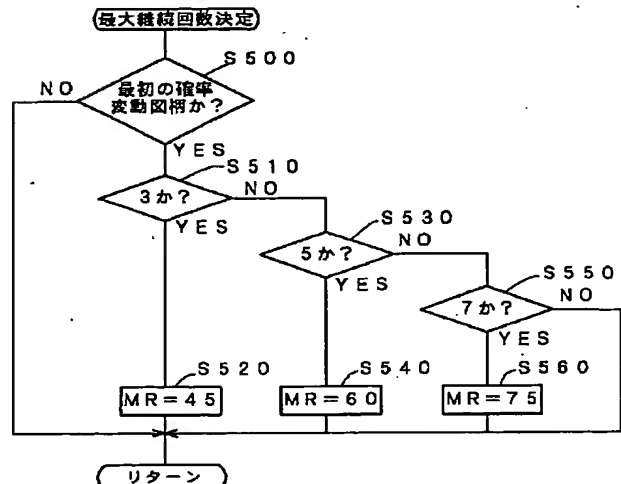 最大継続回数決定
S500
NO
最初の確率
変動図柄か?
YES
S510
3か?
NO
YES
S530
5か?
NO
YES
S550
7か?
NO
YES
S520
MR=45
S540
MR=60
S560
MR=75
リターン